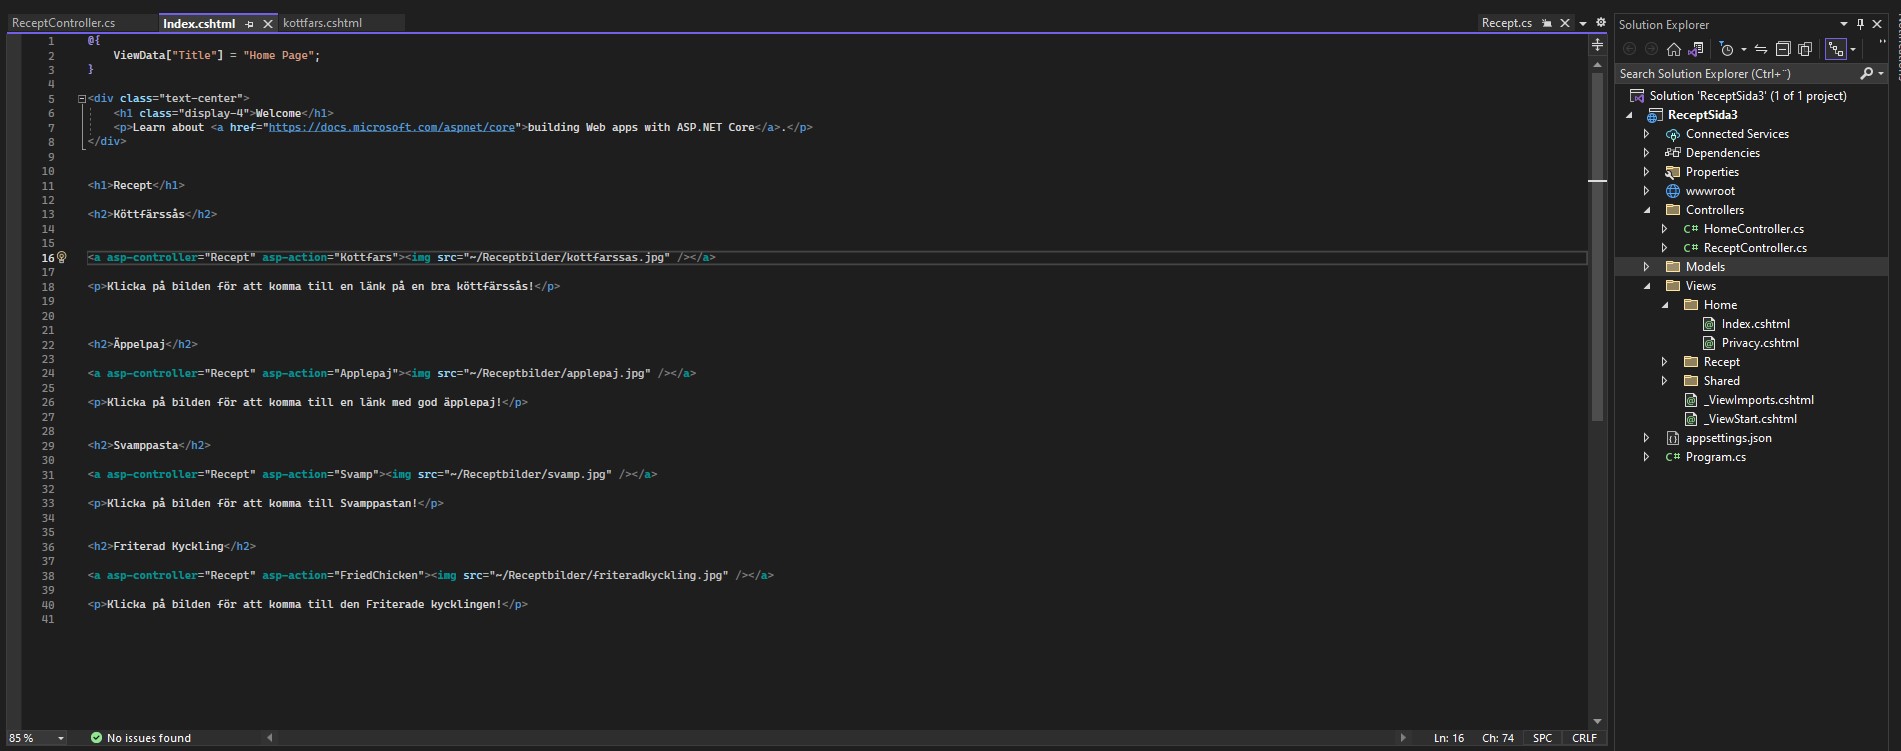 ReceptController.cs
Index.cshtml
kottfars.cshtml
Recept.cs
1 @{
2 ViewData["Title"] = "Home Page";
3 }
4
5 <div class="text-center">
6 <h1 class="display-4">Welcome</h1>
7 <p>Learn about <a href="https://docs.microsoft.com/aspnet/core">building Web apps with ASP.NET Core</a>.</p>
8 </div>
9
10
11 <h1>Recept</h1>
12
13 <h2>Köttfärssås</h2>
14
15
16 <a asp-controller="Recept" asp-action="Kottfars"><img src="~/Receptbilder/kottfarssas.jpg" /></a>
17
18 <p>Klicka på bilden för att komma till en länk på en bra köttfärssås!</p>
19
20
21
22 <h2>Äppelpaj</h2>
23
24 <a asp-controller="Recept" asp-action="Applepaj"><img src="~/Receptbilder/applepaj.jpg" /></a>
25
26 <p>Klicka på bilden för att komma till en länk med god äpplepaj!</p>
27
28
29 <h2>Svamppasta</h2>
30
31 <a asp-controller="Recept" asp-action="Svamp"><img src="~/Receptbilder/svamp.jpg" /></a>
32
33 <p>Klicka på bilden för att komma till Svamppastan!</p>
34
35
36 <h2>Friterad Kyckling</h2>
37
38 <a asp-controller="Recept" asp-action="FriedChicken"><img src="~/Receptbilder/friteradkyckling.jpg" /></a>
39
40 <p>Klicka på bilden för att komma till den Friterade kycklingen!</p>
41
85 %
No issues found
Ln: 16
Ch: 74
SPC
CRLF
Solution Explorer
Search Solution Explorer (Ctrl+¨)
Solution 'ReceptSida3' (1 of 1 project)
ReceptSida3
Connected Services
Dependencies
Properties
wwwroot
Controllers
C# HomeController.cs
C# ReceptController.cs
Models
Views
Home
Index.cshtml
Privacy.cshtml
Recept
Shared
_ViewImports.cshtml
_ViewStart.cshtml
appsettings.json
C# Program.cs